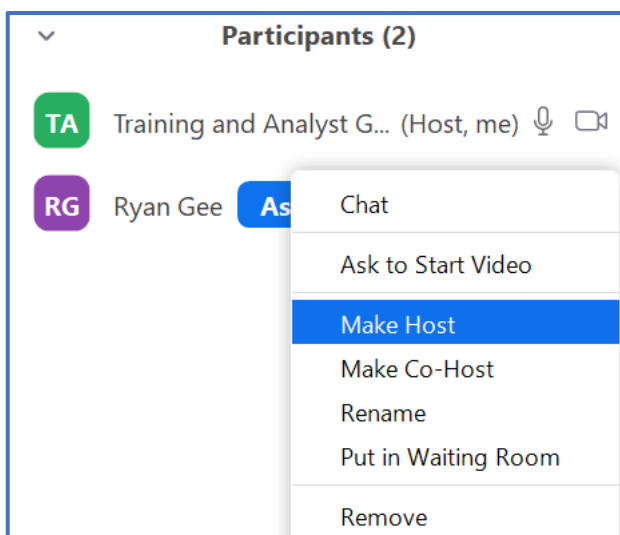 Participants (2)
TA Training and Analyst G... (Host, me)
RG Ryan Gee As
Chat
Ask to Start Video
Make Host
Make Co-Host
Rename
Put in Waiting Room
Remove